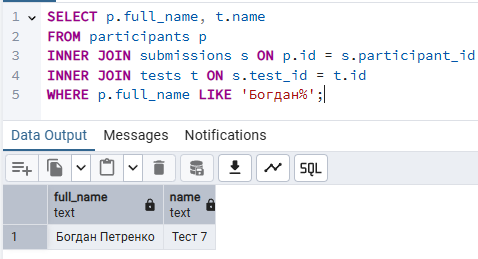 1 SELECT p.full_name, t.name
2 FROM participants p
3 INNER JOIN submissions s ON p.id = s.participant_id
4 INNER JOIN tests t ON s.test_id = t.id
5 WHERE p.full_name LIKE 'Богдан%';
Data Output Messages Notifications
SQL
full_name name
text text
1 Богдан Петренко Тест 7